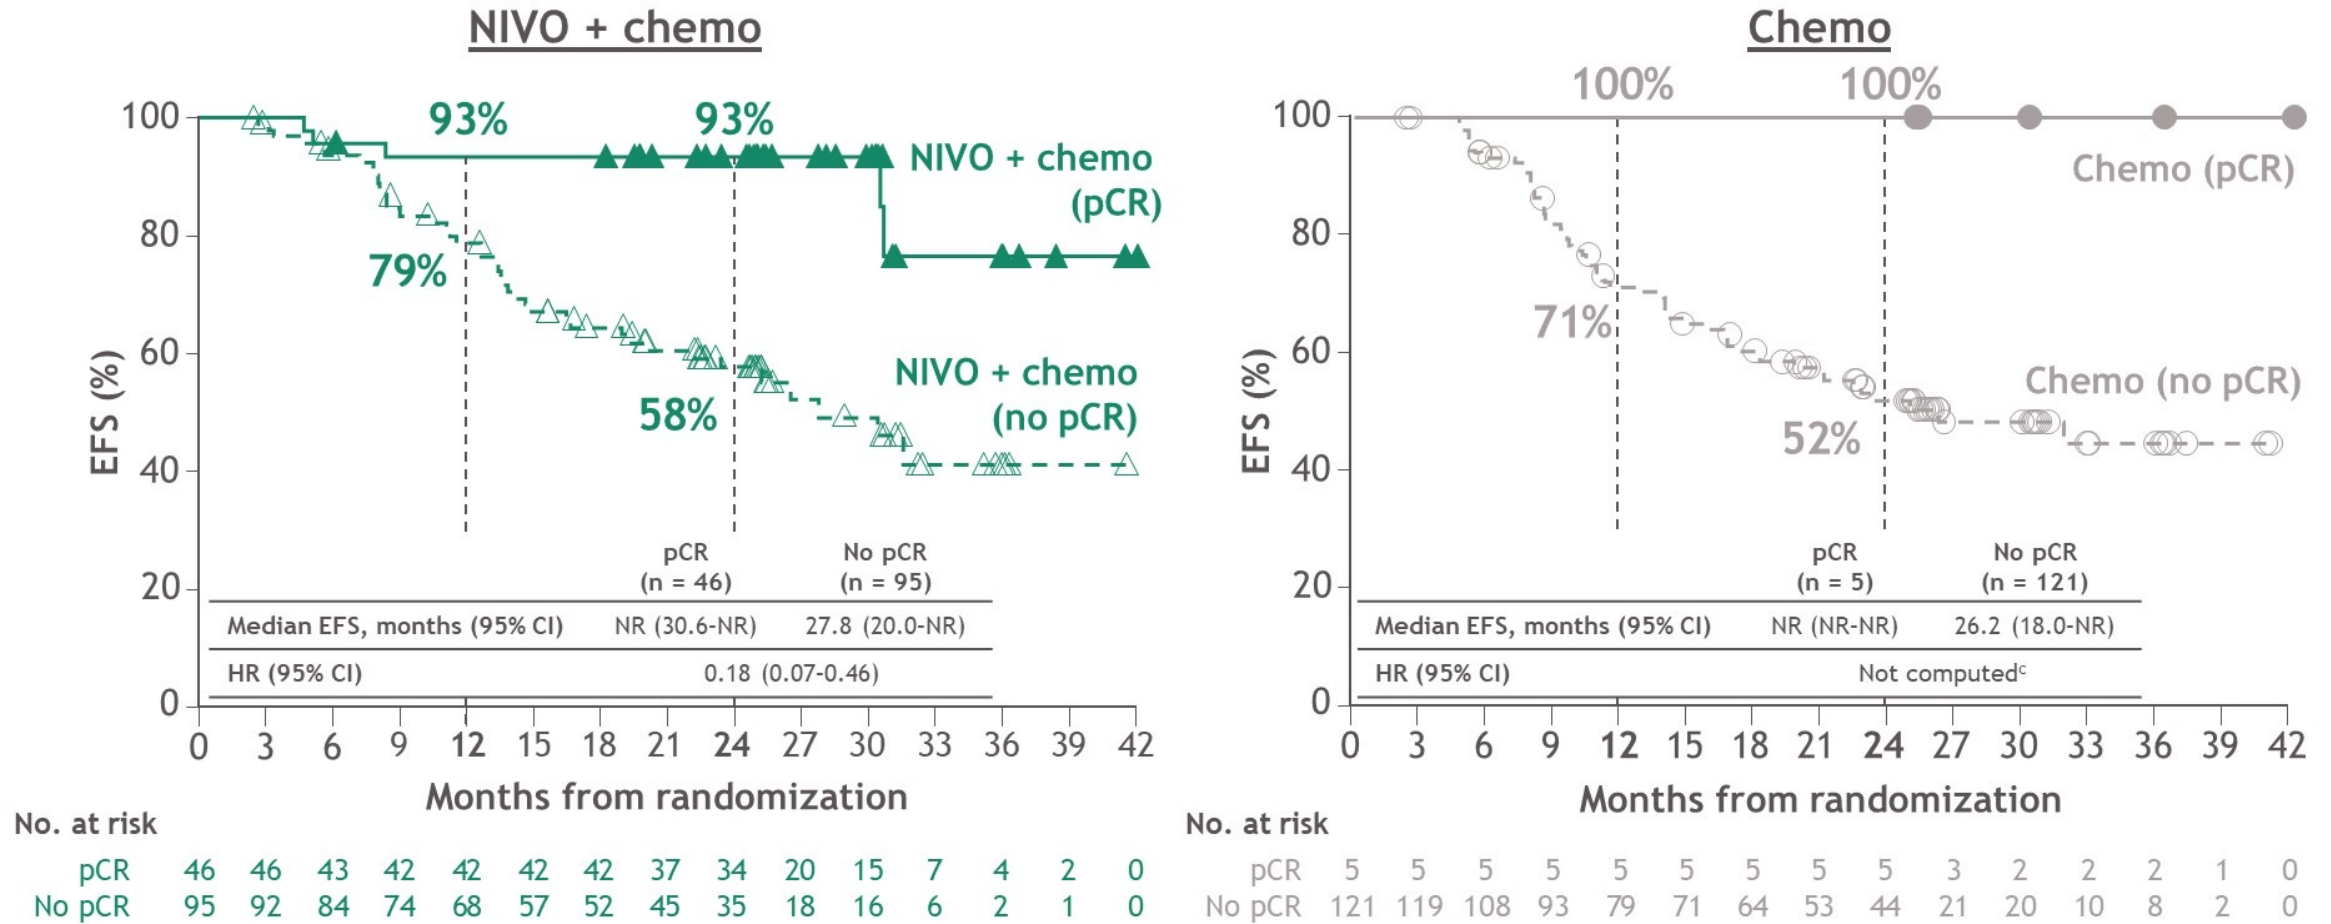 NIVO + chemo
93%
93%
NIVO + chemo
(pCR)
79%
58%
NIVO + chemo
(no pCR)
EFS (%)
100
80
60
40
20
0
pCR
(n = 46)
No pCR
(n = 95)
Median EFS, months (95% CI) NR (30.6-NR) 27.8 (20.0-NR)
HR (95% CI) 0.18 (0.07-0.46)
0 3 6 9 12 15 18 21 24 27 30 33 36 39 42
Months from randomization
No. at risk
pCR 46 46 43 42 42 42 42 37 34 20 15 7 4 2 0
No pCR 95 92 84 74 68 57 52 45 35 18 16 6 2 1 0
Chemo
100%
100%
Chemo (pCR)
71%
52%
Chemo (no pCR)
EFS (%)
100
80
60
40
20
0
pCR
(n = 5)
No pCR
(n = 121)
Median EFS, months (95% CI) NR (NR-NR) 26.2 (18.0-NR)
HR (95% CI) Not computedᶜ
0 3 6 9 12 15 18 21 24 27 30 33 36 39 42
Months from randomization
No. at risk
pCR 5 5 5 5 5 5 5 5 5 3 2 2 2 1 0
No pCR 121 119 108 93 79 71 64 53 44 21 20 10 8 2 0